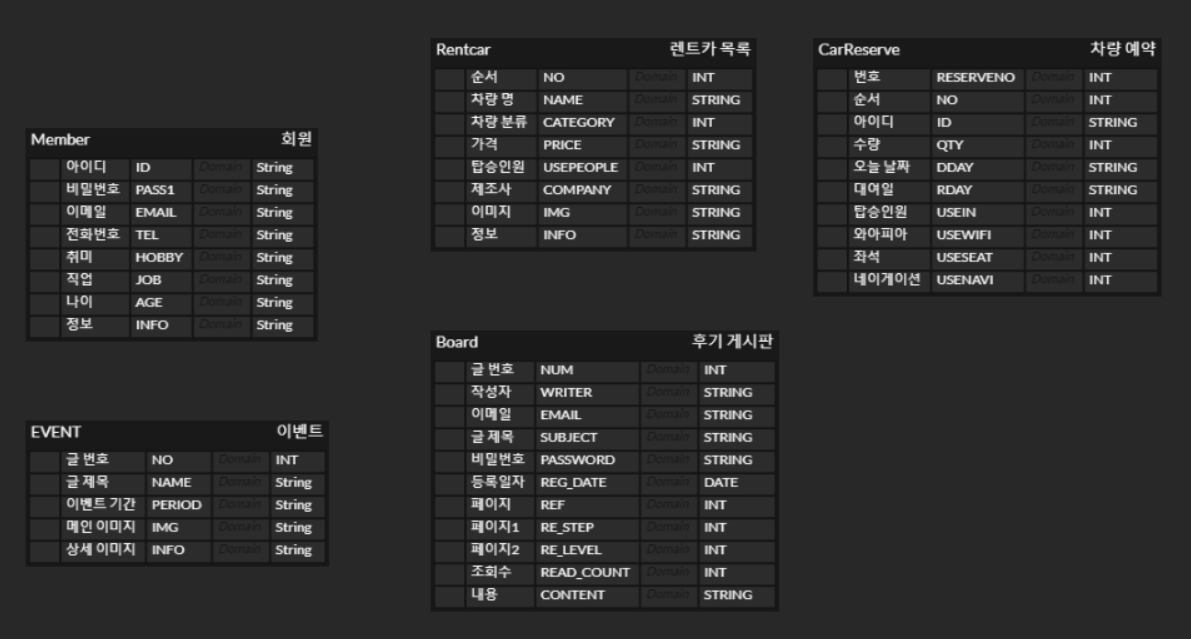 Member 회원
아이디 ID Domain String
비밀번호 PASS1 Domain String
이메일 EMAIL Domain String
전화번호 TEL Domain String
취미 HOBBY Domain String
직업 JOB Domain String
나이 AGE Domain String
정보 INFO Domain String
EVENT 이벤트
글 번호 NO Domain INT
글 제목 NAME Domain String
이벤트 기간 PERIOD Domain String
메인 이미지 IMG Domain String
상세 이미지 INFO Domain String
Rentcar 렌트카 목록
순서 NO Domain INT
차량 명 NAME Domain STRING
차량 분류 CATEGORY Domain INT
가격 PRICE Domain STRING
탑승인원 USEPEOPLE Domain INT
제조사 COMPANY Domain STRING
이미지 IMG Domain STRING
정보 INFO Domain STRING
Board 후기 게시판
글 번호 NUM Domain INT
작성자 WRITER Domain STRING
이메일 EMAIL Domain STRING
글 제목 SUBJECT Domain STRING
비밀번호 PASSWORD Domain STRING
등록일자 REG_DATE Domain DATE
페이지 REF Domain INT
페이지1 RE_STEP Domain INT
페이지2 RE_LEVEL Domain INT
조회수 READ_COUNT Domain INT
내용 CONTENT Domain STRING
CarReserve 차량 예약
번호 RESERVENO Domain INT
순서 NO Domain INT
아이디 ID Domain STRING
수량 QTY Domain INT
오늘 날짜 DDAY Domain STRING
대여일 RDAY Domain STRING
탑승인원 USEIN Domain INT
와아피아 USEWIFI Domain INT
좌석 USESEAT Domain INT
네이게이션 USENAVI Domain INT